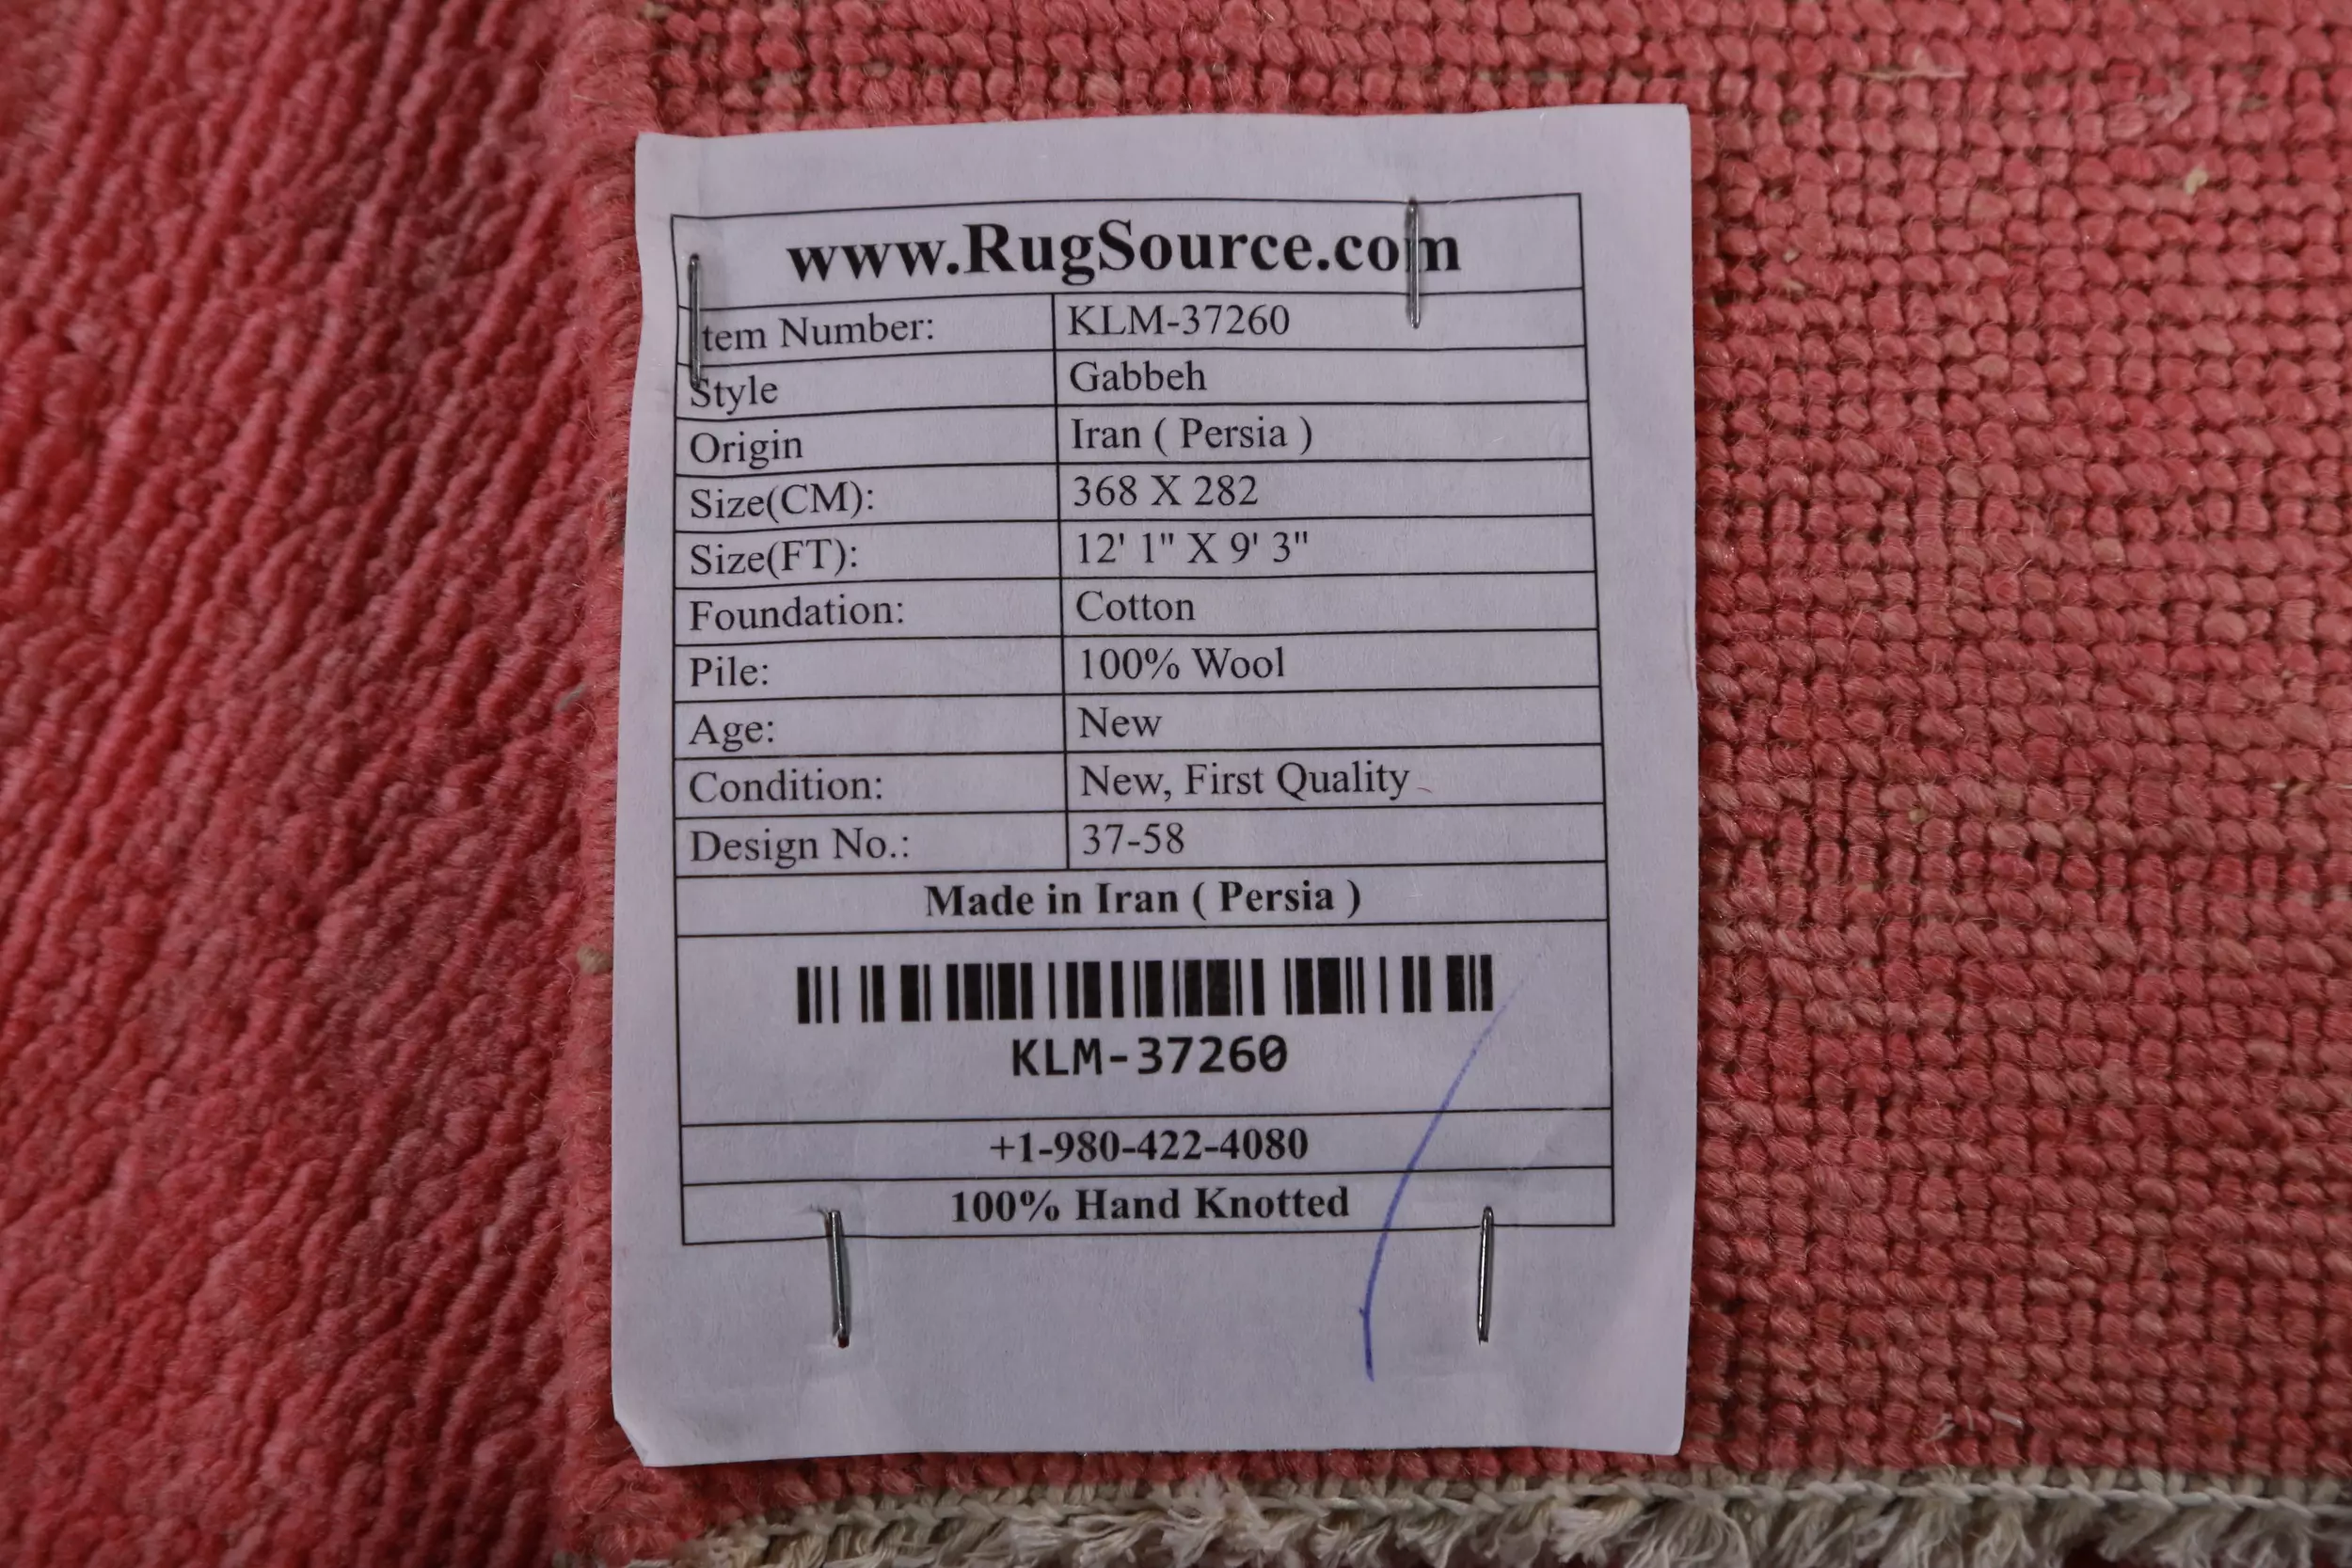 www.RugSource.com
Item Number: KLM-37260
Style Gabbeh
Origin Iran ( Persia )
Size(CM): 368 X 282
Size(FT): 12' 1" X 9' 3"
Foundation: Cotton
Pile: 100% Wool
Age: New
Condition: New, First Quality
Design No.: 37-58
Made in Iran ( Persia )
KLM-37260
+1-980-422-4080
100% Hand Knotted